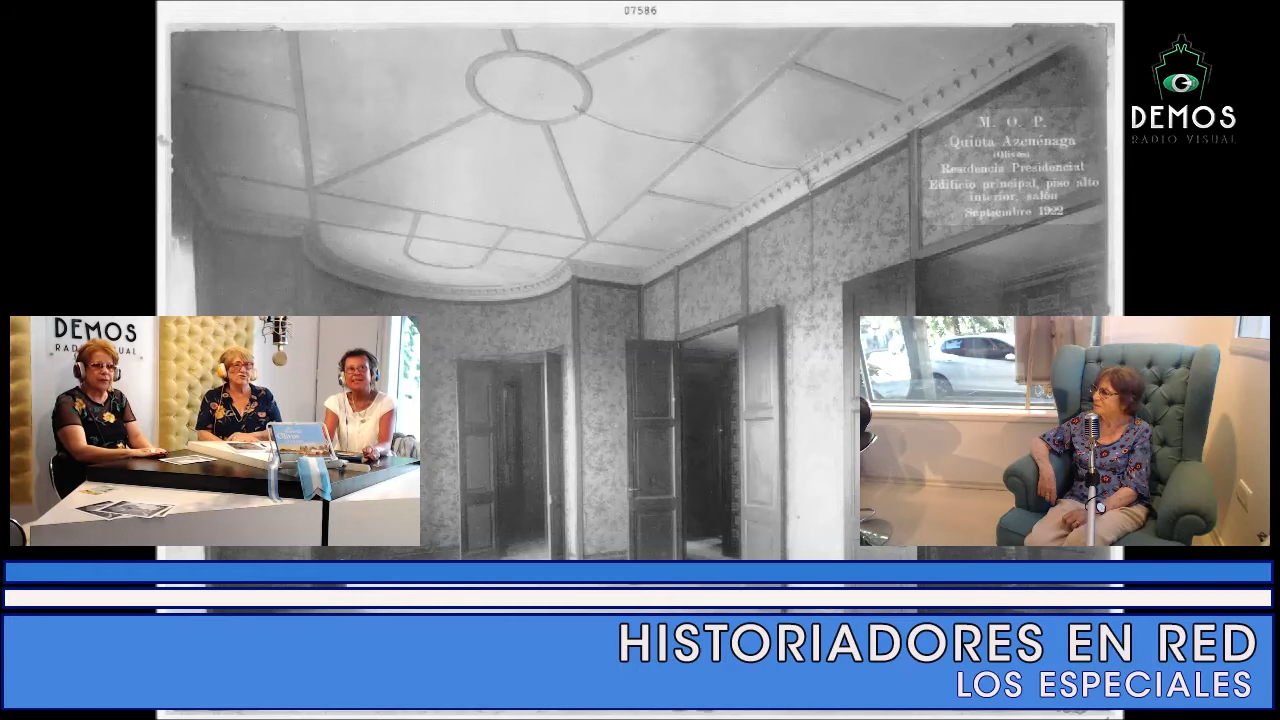 07586
DEMOS
RADIO VISUAL
M. O. P.
Quinta Azcuénaga
(Olivos)
Residencia Presidencial
Edificio principal, piso alto
interior, salón
Septiembre 1922
DEMOS
HISTORIADORES EN RED
LOS ESPECIALES